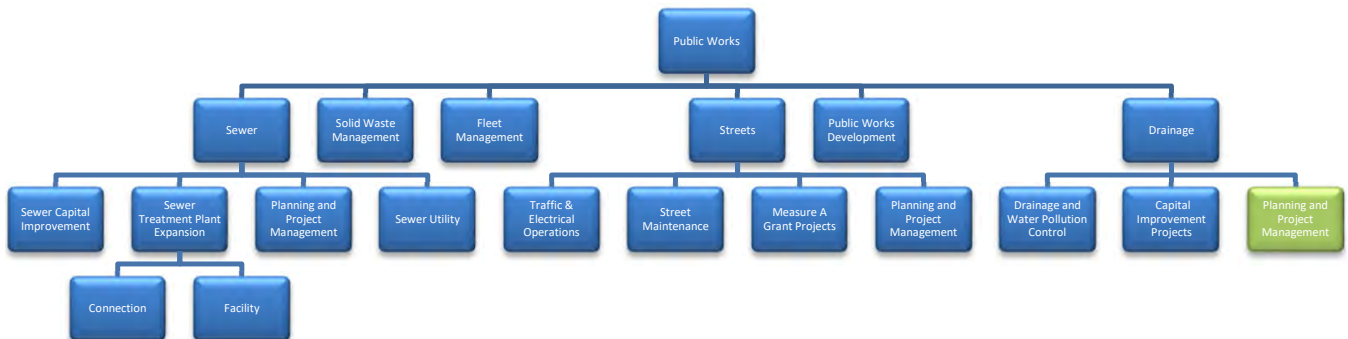 Public Works
Sewer
Solid Waste
Management
Fleet
Management
Streets
Public Works
Development
Drainage
Sewer Capital
Improvement
Sewer
Treatment Plant
Expansion
Planning and
Project
Management
Sewer Utility
Traffic &
Electrical
Operations
Street
Maintenance
Measure A
Grant Projects
Planning and
Project
Management
Drainage and
Water Pollution
Control
Capital
Improvement
Projects
Planning and
Project
Management
Connection
Facility